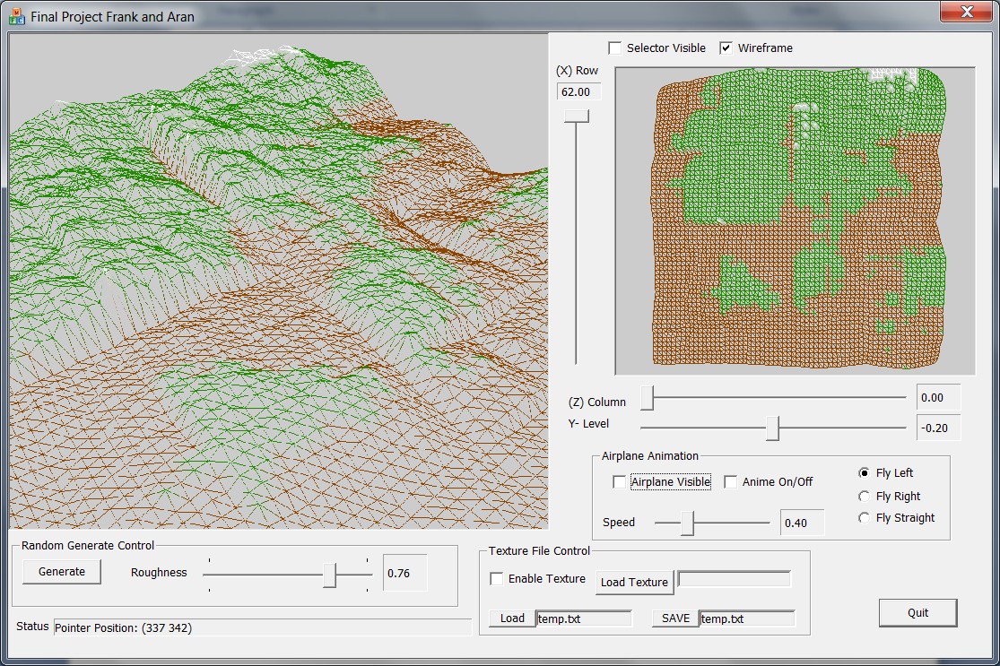 Final Project Frank and Aran
Selector Visible
Wireframe
(X) Row
62.00
(Z) Column
0.00
Y- Level
-0.20
Airplane Animation
Airplane Visible
Anime On/Off
Fly Left
Fly Right
Fly Straight
Speed
0.40
Random Generate Control
Generate
Roughness
0.76
Texture File Control
Enable Texture
Load Texture
Load
temp.txt
SAVE
temp.txt
Quit
Status
Pointer Position: (337 342)